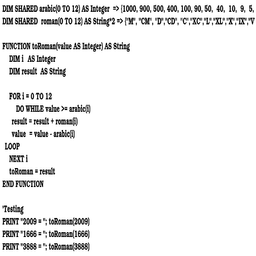 DIM SHARED arabic(0 TO 12) AS Integer => {1000, 900, 500, 400, 100, 90, 50, 40, 10, 9, 5,
DIM SHARED roman(0 TO 12) AS String*2 => {"M", "CM", "D","CD", "C","XC","L","XL","X","IX","V
FUNCTION toRoman(value AS Integer) AS String
DIM i AS Integer
DIM result AS String
FOR i = 0 TO 12
DO WHILE value >= arabic(i)
result = result + roman(i)
value = value - arabic(i)
LOOP
NEXT i
toRoman = result
END FUNCTION
'Testing
PRINT "2009 = "; toRoman(2009)
PRINT "1666 = "; toRoman(1666)
PRINT "3888 = "; toRoman(3888)